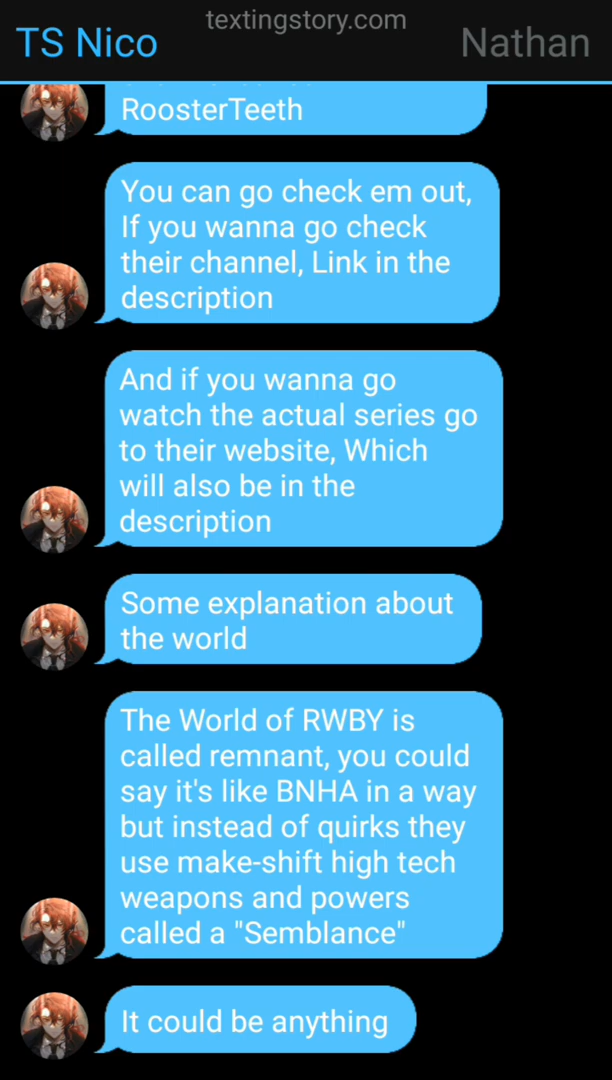 textingstory.com
TS Nico
Nathan
RoosterTeeth
You can go check em out,
If you wanna go check
their channel, Link in the
description
And if you wanna go
watch the actual series go
to their website, Which
will also be in the
description
Some explanation about
the world
The World of RWBY is
called remnant, you could
say it's like BNHA in a way
but instead of quirks they
use make-shift high tech
weapons and powers
called a "Semblance"
It could be anything